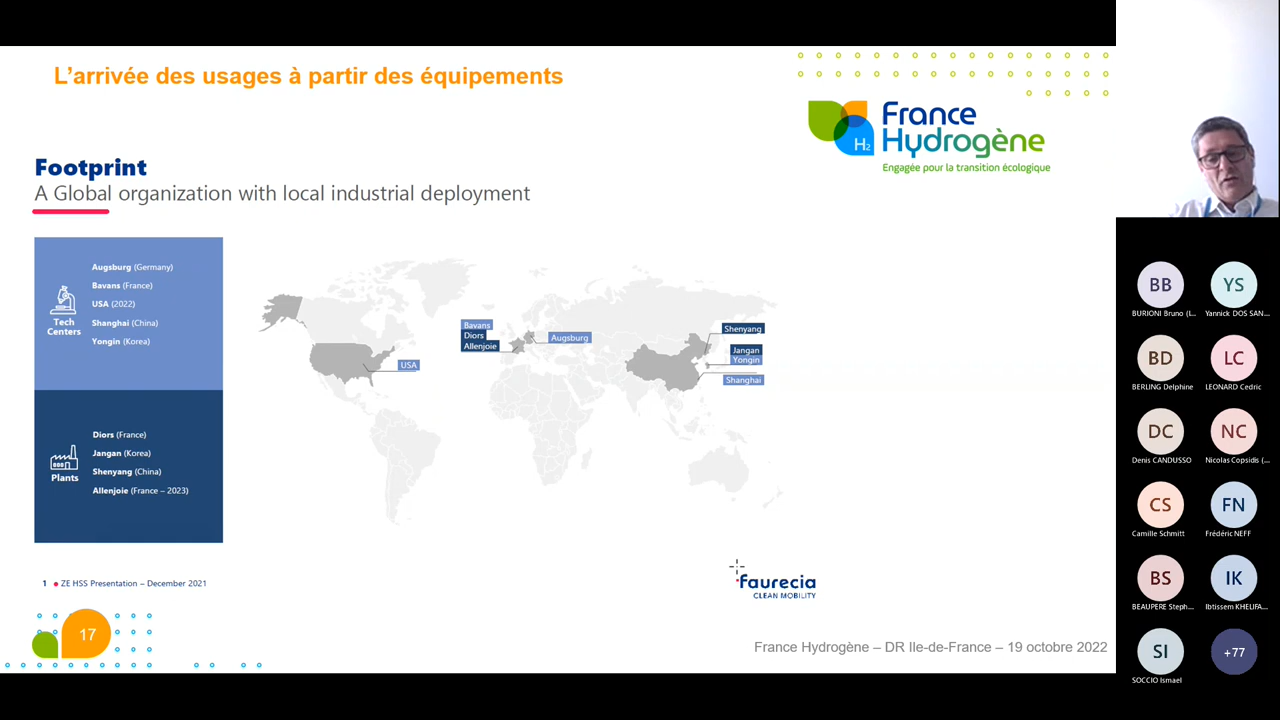 L'arrivée des usages à partir des équipements
France
Hydrogène
H₂
Engagée pour la transition écologique
Footprint
A Global organization with local industrial deployment
Tech
Centers
Augsburg (Germany)
Bavans (France)
USA (2022)
Shanghai (China)
Yongin (Korea)
Plants
Diors (France)
Jangan (Korea)
Shenyang (China)
Allenjoie (France – 2023)
USA
Bavans
Diors
Allenjoie
Augsburg
Shenyang
Jangan
Yongin
Shanghai
1 ZE HSS Presentation – December 2021
faurecia
CLEAN MOBILITY
17
France Hydrogène – DR Ile-de-France – 19 octobre 2022
BB
BURIONI Bruno (I...
YS
Yannick DOS SAN...
BD
BERLING Delphine
LC
LEONARD Cedric
DC
Denis CANDUSSO
NC
Nicolas Copsidis (...
CS
Camille Schmitt
FN
Frédéric NEFF
BS
BEAUPERE Steph...
IK
Ibtissem KHELIFA...
SI
SOCCIO Ismael
+77